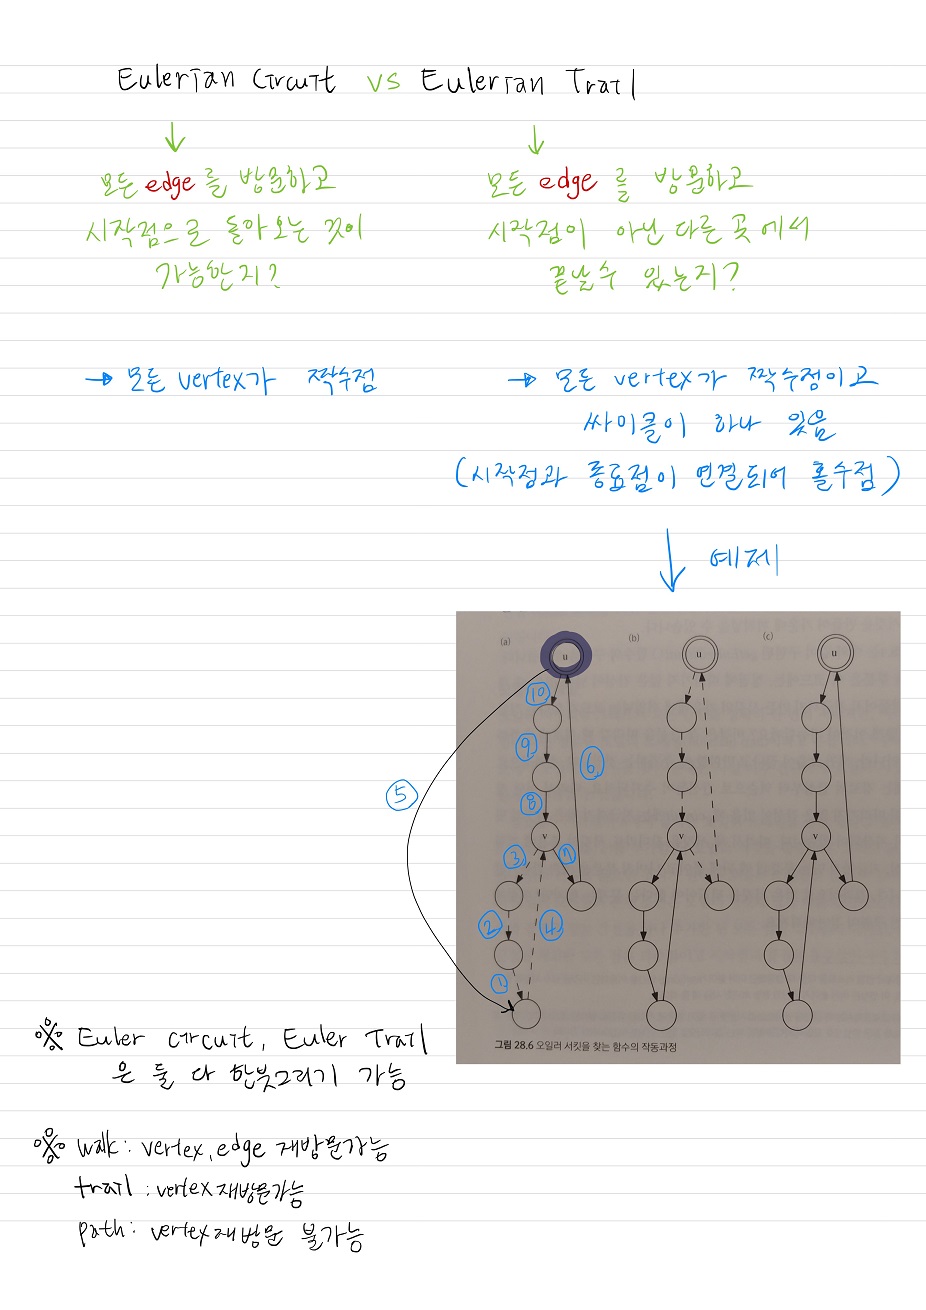 Eulerian Circuit vs Eulerian Trail
모든 edge를 방문하고
시작점으로 돌아오는 것이
가능한지?
모든 edge를 방문하고
시작점이 아닌 다른 곳에서
끝날수 있는지?
→ 모든 vertex가 짝수점
→ 모든 vertex가 짝수점이고
싸이클이 하나 있음
(시작점과 종료점이 연결되어 홀수점)
예제
(a) (b) (c)
u u u
⑩
⑨
⑥
⑤
⑧
v v v
③ ⑦
② ④
①
그림 28.6 오일러 서킷을 찾는 함수의 작동과정
※ Euler circuit, Euler Trail
은 둘 다 한붓그리기 가능
※ walk : vertex, edge 재방문가능
trail : vertex 재방문가능
path : vertex 재방문 불가능